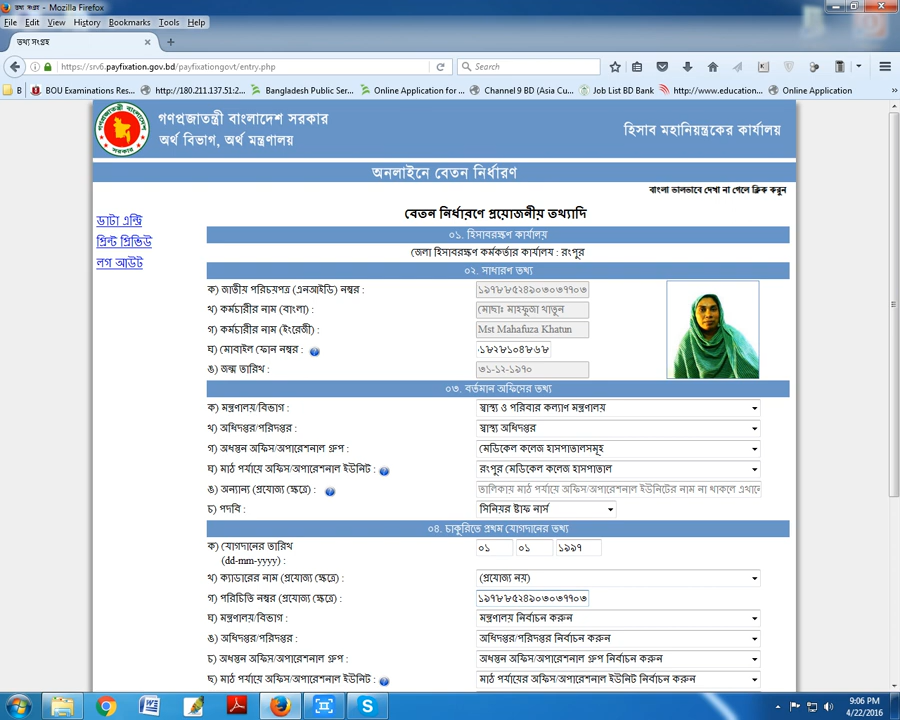 তথ্য সংগ্রহ - Mozilla Firefox
File Edit View History Bookmarks Tools Help
তথ্য সংগ্রহ
https://srv6.payfixation.gov.bd/payfixationgovt/entry.php
Search
B BOU Examinations Res... http://180.211.137.51:2... Bangladesh Public Ser... Online Application for ... Channel 9 BD (Asia Cu... Job List BD Bank http://www.education... Online Application
গণপ্রজাতন্ত্রী বাংলাদেশ সরকার
অর্থ বিভাগ, অর্থ মন্ত্রণালয়
হিসাব মহানিয়ন্ত্রকের কার্যালয়
অনলাইনে বেতন নির্ধারণ
বাংলা ভালভাবে দেখা না গেলে ক্লিক করুন
ডাটা এন্ট্রি
প্রিন্ট প্রিভিউ
লগ আউট
বেতন নির্ধারণে প্রয়োজনীয় তথ্যাদি
০১. হিসাবরক্ষণ কার্যালয়
জেলা হিসাবরক্ষণ কর্মকর্তার কার্যালয় : রংপুর
০২. সাধারণ তথ্য
ক) জাতীয় পরিচয়পত্র (এনআইডি) নম্বর : ১৯৭৮৮৫২৪৯০৩০৩৭৭০৩
খ) কর্মচারীর নাম (বাংলা) : মোছাঃ মাহফুজা খাতুন
গ) কর্মচারীর নাম (ইংরেজী) : Mst Mahafuza Khatun
ঘ) মোবাইল ফোন নম্বর : ১৮২৮১০৪৮৬৮
ঙ) জন্ম তারিখ : ৩১-১২-১৯৭০
০৩. বর্তমান অফিসের তথ্য
ক) মন্ত্রণালয়/বিভাগ : স্বাস্থ্য ও পরিবার কল্যাণ মন্ত্রণালয়
খ) অধিদপ্তর/পরিদপ্তর : স্বাস্থ্য অধিদপ্তর
গ) অধস্তন অফিস/অপারেশনাল গ্রুপ : মেডিকেল কলেজ হাসপাতালসমূহ
ঘ) মাঠ পর্যায়ে অফিস/অপারেশনাল ইউনিট : রংপুর মেডিকেল কলেজ হাসপাতাল
ঙ) অন্যান্য (প্রযোজ্য ক্ষেত্রে) : তালিকায় মাঠ পর্যায়ে অফিস/অপারেশনাল ইউনিটের নাম না থাকলে এখানে
চ) পদবি : সিনিয়র ষ্টাফ নার্স
০৪. চাকুরিতে প্রথম যোগদানের তথ্য
ক) যোগদানের তারিখ ০১ ০১ ১৯৯৭
(dd-mm-yyyy) :
খ) ক্যাডারের নাম (প্রযোজ্য ক্ষেত্রে) : (প্রযোজ্য নয়)
গ) পরিচিতি নম্বর (প্রযোজ্য ক্ষেত্রে) : ১৯৭৮৮৫২৪৯০৩০৩৭৭০৩
ঘ) মন্ত্রণালয়/বিভাগ : মন্ত্রণালয় নির্বাচন করুন
ঙ) অধিদপ্তর/পরিদপ্তর : অধিদপ্তর/পরিদপ্তর নির্বাচন করুন
চ) অধস্তন অফিস/অপারেশনাল গ্রুপ : অধস্তন অফিস/অপারেশনাল গ্রুপ নির্বাচন করুন
ছ) মাঠ পর্যায়ে অফিস/অপারেশনাল ইউনিট : মাঠ পর্যায়ের অফিস/অপারেশনাল ইউনিট নির্বাচন করুন
9:06 PM
4/22/2016